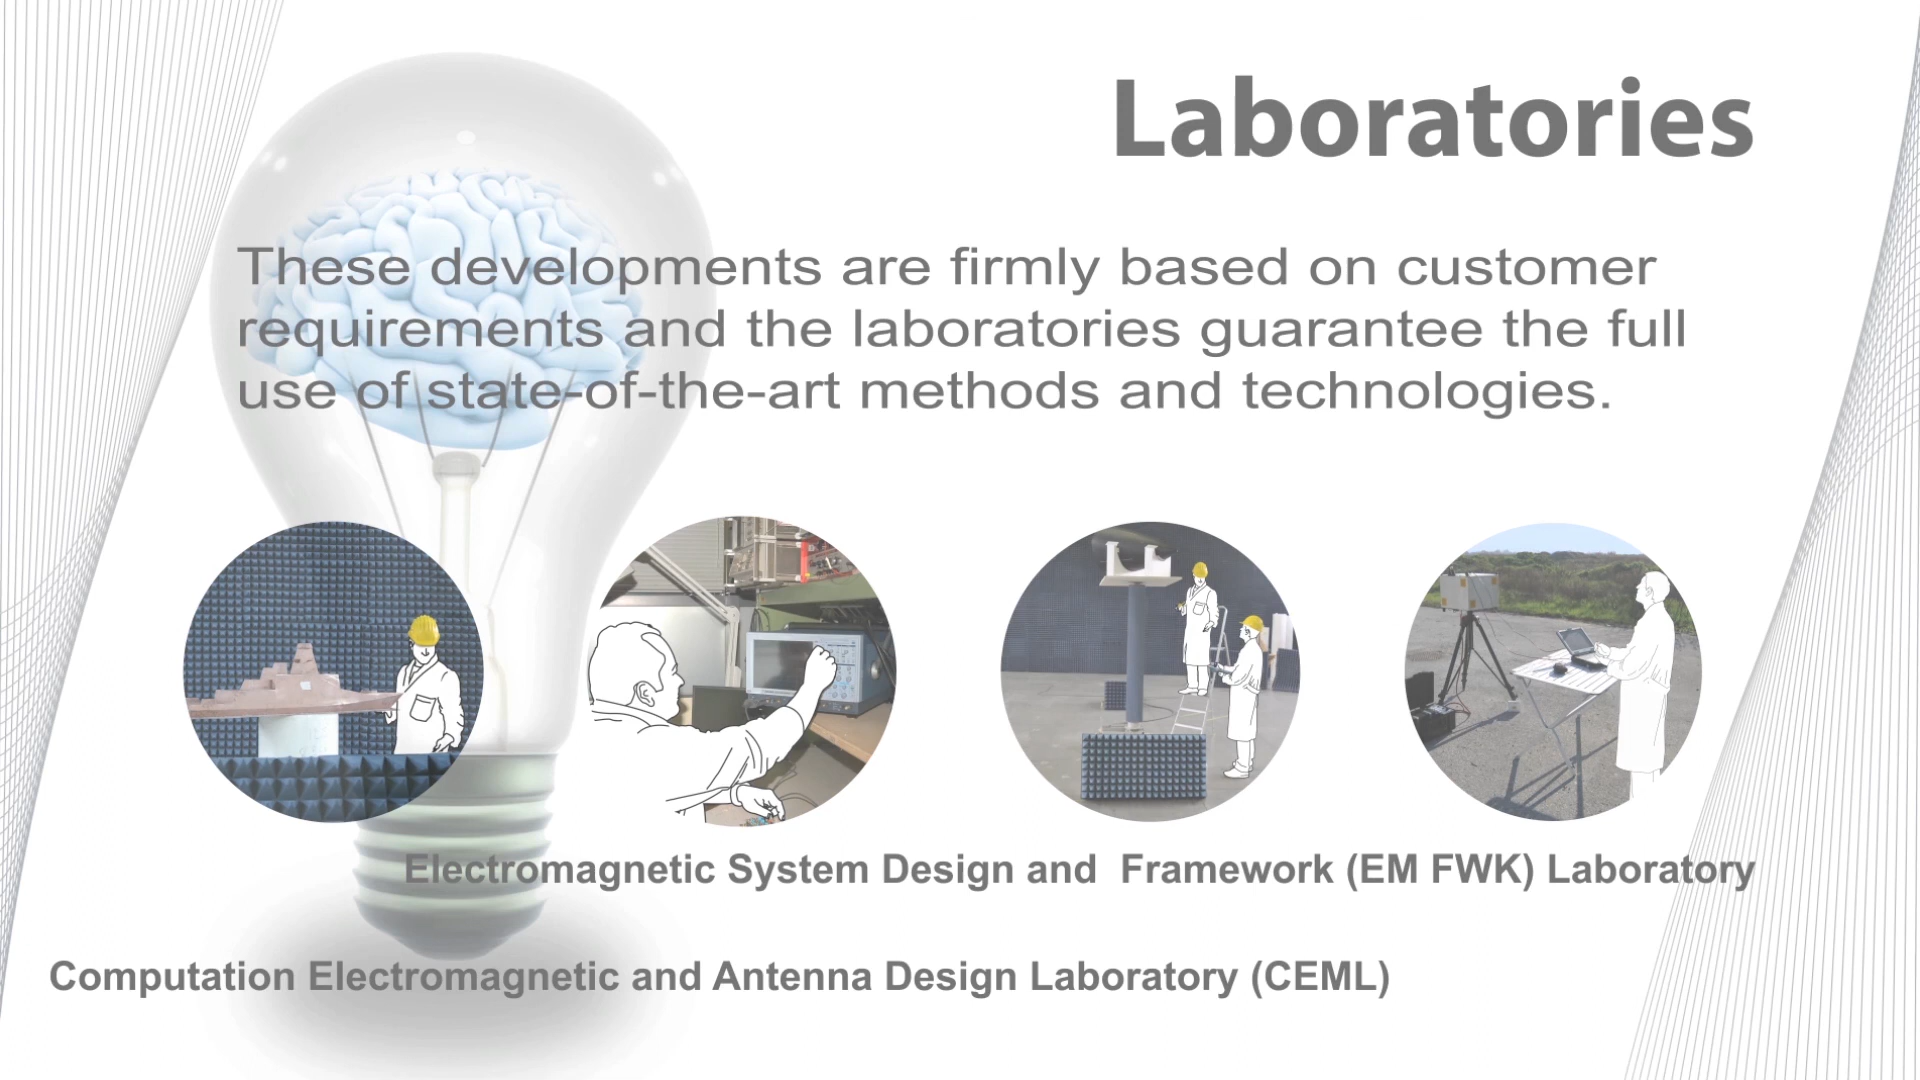 Laboratories
These developments are firmly based on customer
requirements and the laboratories guarantee the full
use of state-of-the-art methods and technologies.
Electromagnetic System Design and Framework (EM FWK) Laboratory
Computation Electromagnetic and Antenna Design Laboratory (CEML)